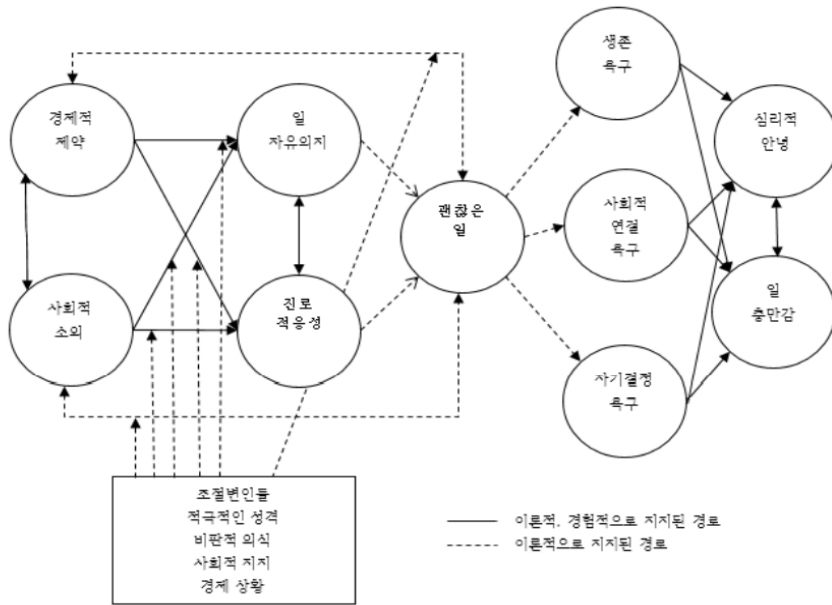 경제적
제약
일
자유의지
사회적
소외
진로
적응성
괜찮은
일
생존
욕구
사회적
연결
욕구
자기결정
욕구
심리적
안녕
일
충만감
조절변인들
적극적인 성격
비판적 의식
사회적 지지
경제 상황
이론적, 경험적으로 지지된 경로
이론적으로 지지된 경로